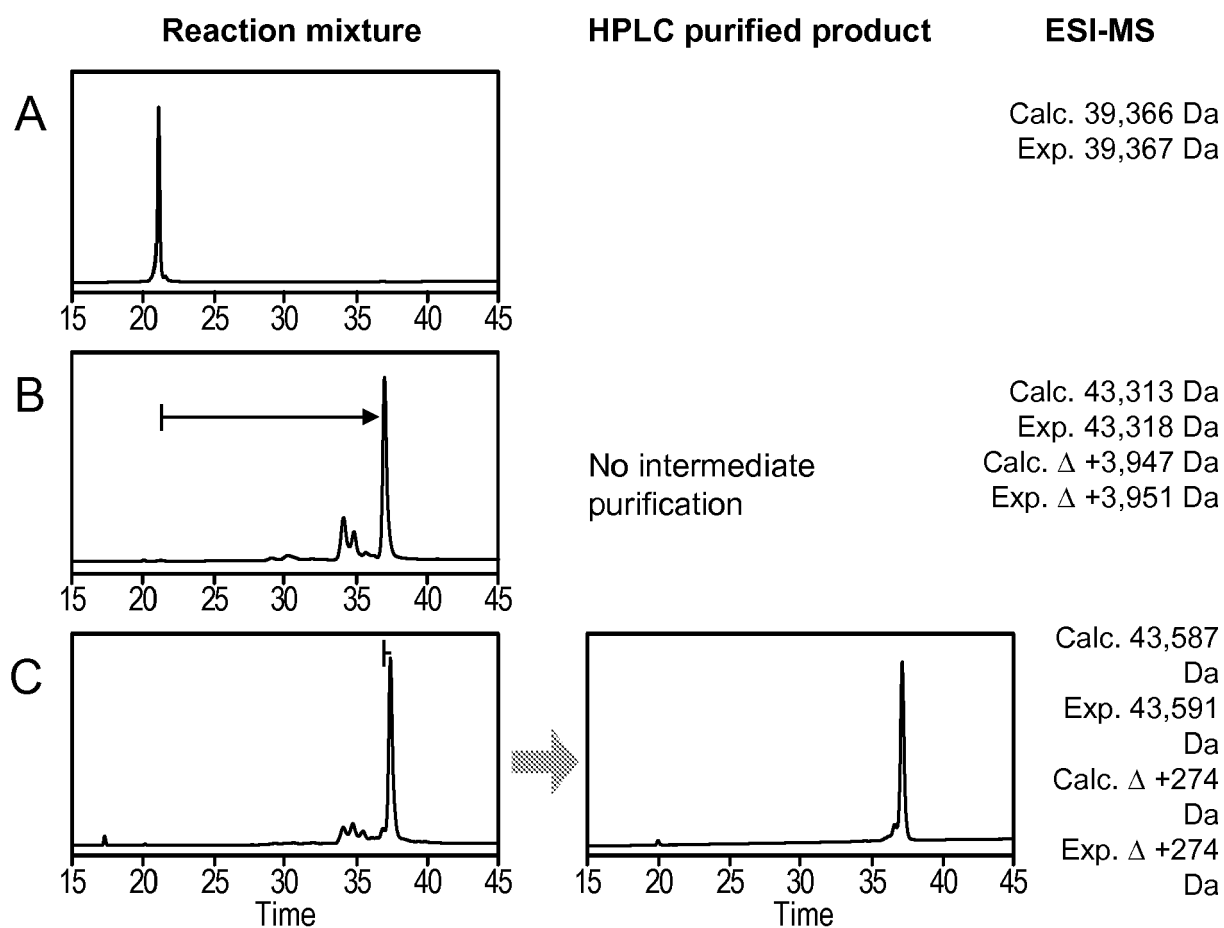 Reaction mixture HPLC purified product ESI-MS
A
Calc. 39,366 Da
Exp. 39,367 Da
15 20 25 30 35 40 45
B
No intermediate
purification
Calc. 43,313 Da
Exp. 43,318 Da
Calc. Δ +3,947 Da
Exp. Δ +3,951 Da
15 20 25 30 35 40 45
C
Calc. 43,587
Da
Exp. 43,591
Da
Calc. Δ +274
Da
Exp. Δ +274
Da
15 20 25 30 35 40 45
Time
15 20 25 30 35 40 45
Time